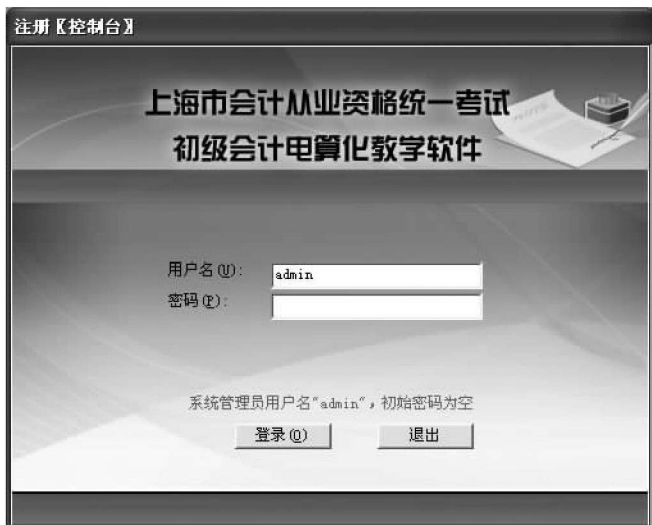 注册【控制台】
上海市会计从业资格统一考试
初级会计电算化教学软件
用户名(U): admin
密码(P):
系统管理员用户名"admin"，初始密码为空
登录(O) 退出